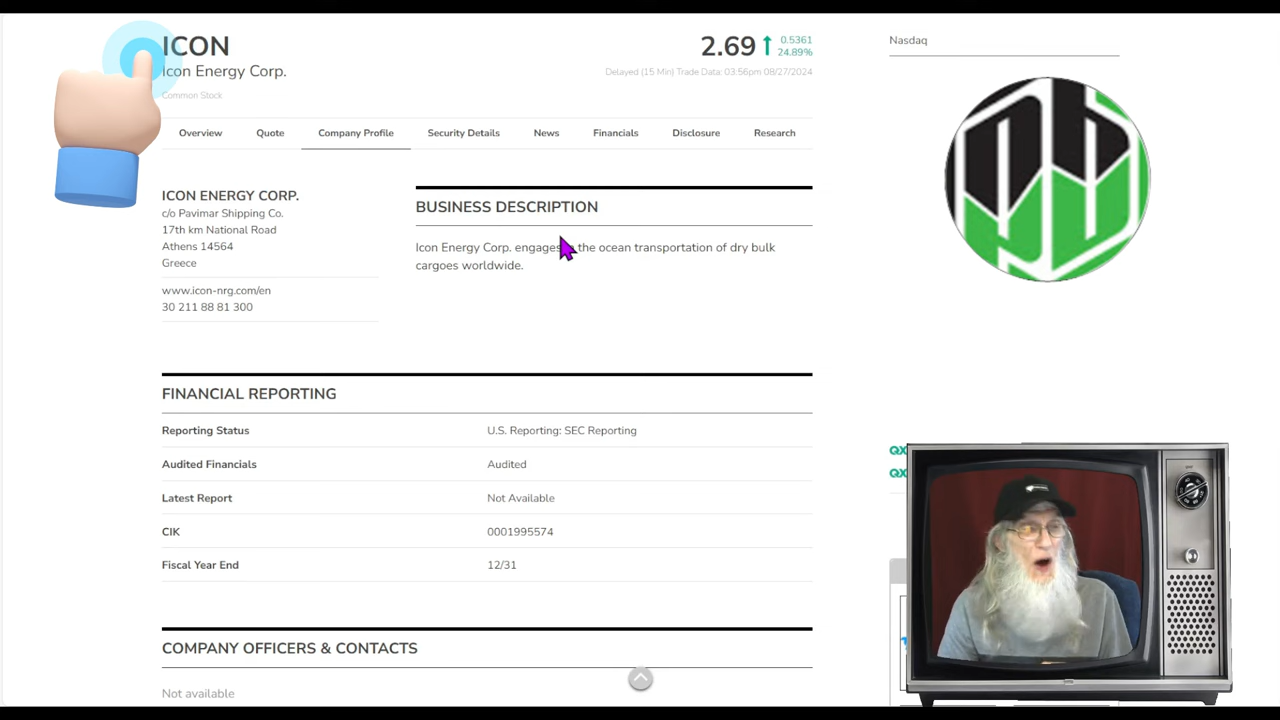 ICON
Icon Energy Corp.
Common Stock
2.69
0.5361
24.89%
Delayed (15 Min) Trade Data: 03:56pm 08/27/2024
Nasdaq
Overview Quote Company Profile Security Details News Financials Disclosure Research
ICON ENERGY CORP.
c/o Pavimar Shipping Co.
17th km National Road
Athens 14564
Greece
www.icon-nrg.com/en
30 211 88 81 300
BUSINESS DESCRIPTION
Icon Energy Corp. engages the ocean transportation of dry bulk
cargoes worldwide.
FINANCIAL REPORTING
Reporting Status U.S. Reporting: SEC Reporting
Audited Financials Audited
Latest Report Not Available
CIK 0001995574
Fiscal Year End 12/31
COMPANY OFFICERS & CONTACTS
Not available